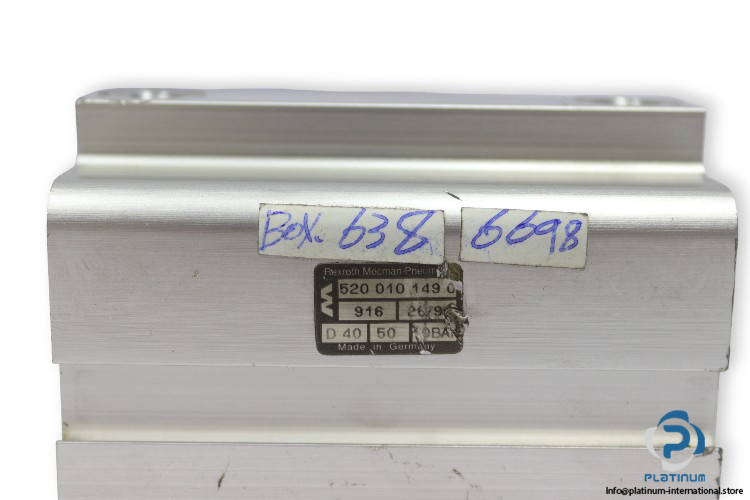 Box. 638 6698
Rexroth Mecman
520 010 149 0
916
D 40 50 10BAR
Made in Germany
PLATINUM
Info@platinum-international.store